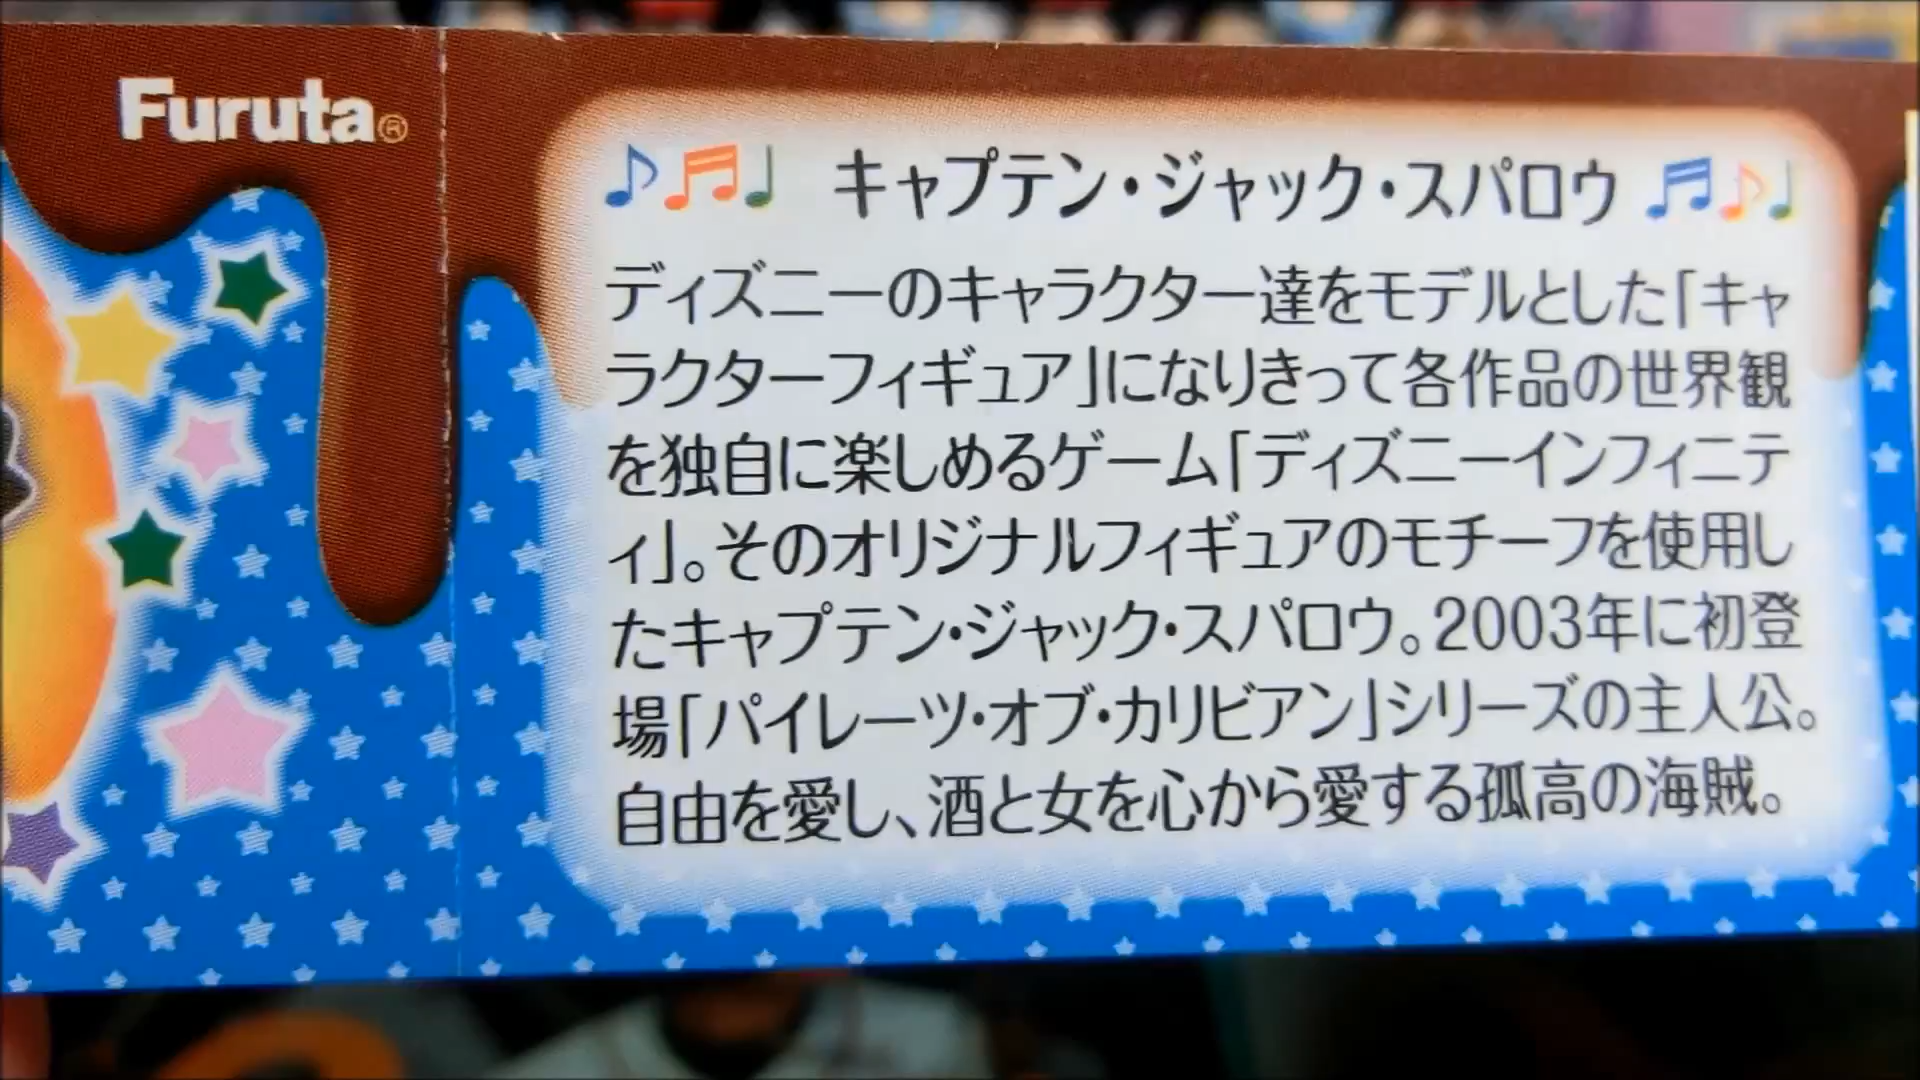 Furuta®
キャプテン・ジャック・スパロウ
ディズニーのキャラクター達をモデルとした「キャ
ラクターフィギュア」になりきって各作品の世界観
を独自に楽しめるゲーム「ディズニーインフィニテ
ィ」。そのオリジナルフィギュアのモチーフを使用し
たキャプテン・ジャック・スパロウ。2003年に初登
場「パイレーツ・オブ・カリビアン」シリーズの主人公。
自由を愛し、酒と女を心から愛する孤高の海賊。